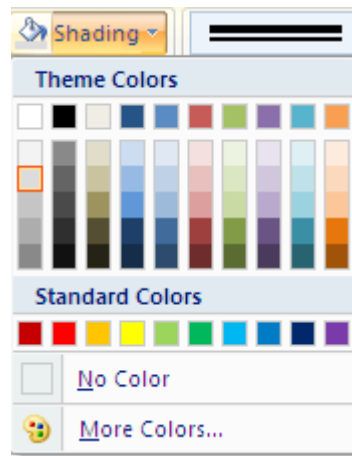 Shading
Theme Colors
Standard Colors
No Color
More Colors...